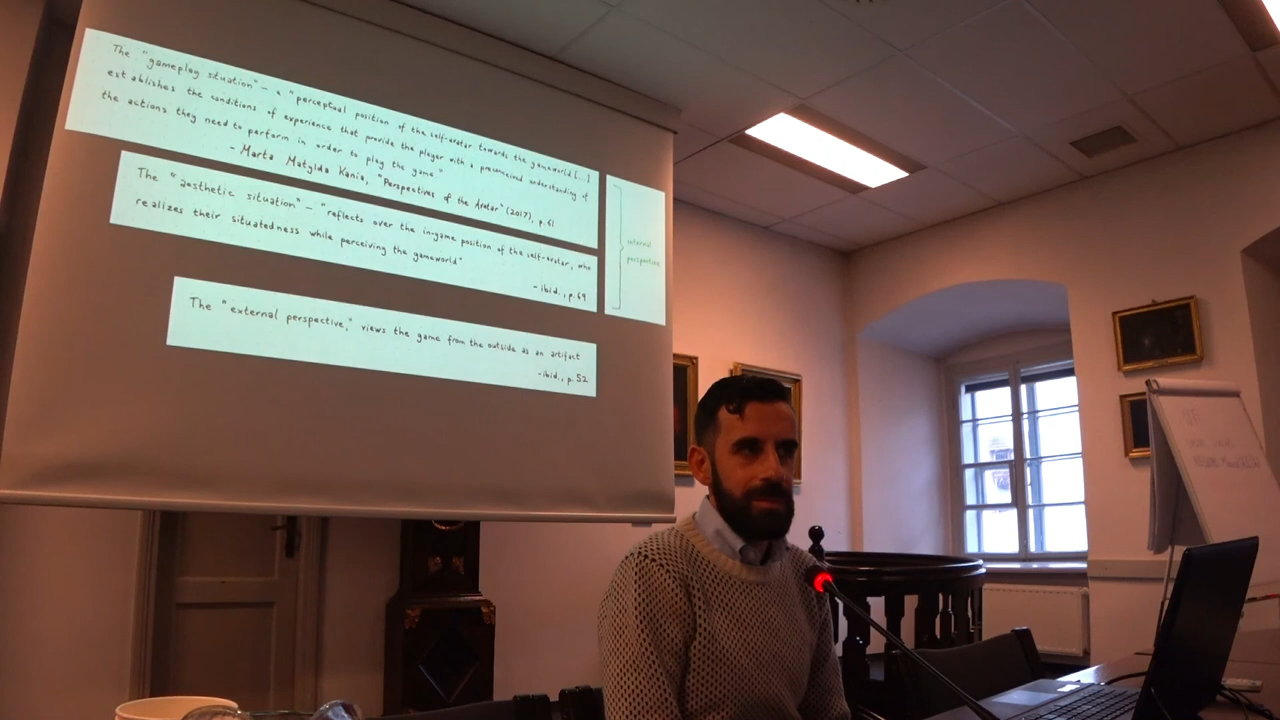 The "gameplay situation" – a "perceptual position of the self-avatar towards the gameworld [...]
establishes the conditions of experience that provide the player with a preconceived understanding of
the actions they need to perform in order to play the game."
- Marta Matylda Kania, "Perspectives of the Avatar" (2017), p. 61
The "aesthetic situation" – "reflects over the in-game position of the self-avatar, who
realizes their situatedness while perceiving the gameworld"
- ibid., p. 69
internal
perspective
The "external perspective," views the game from the outside as an artifact
-ibid., p. 52